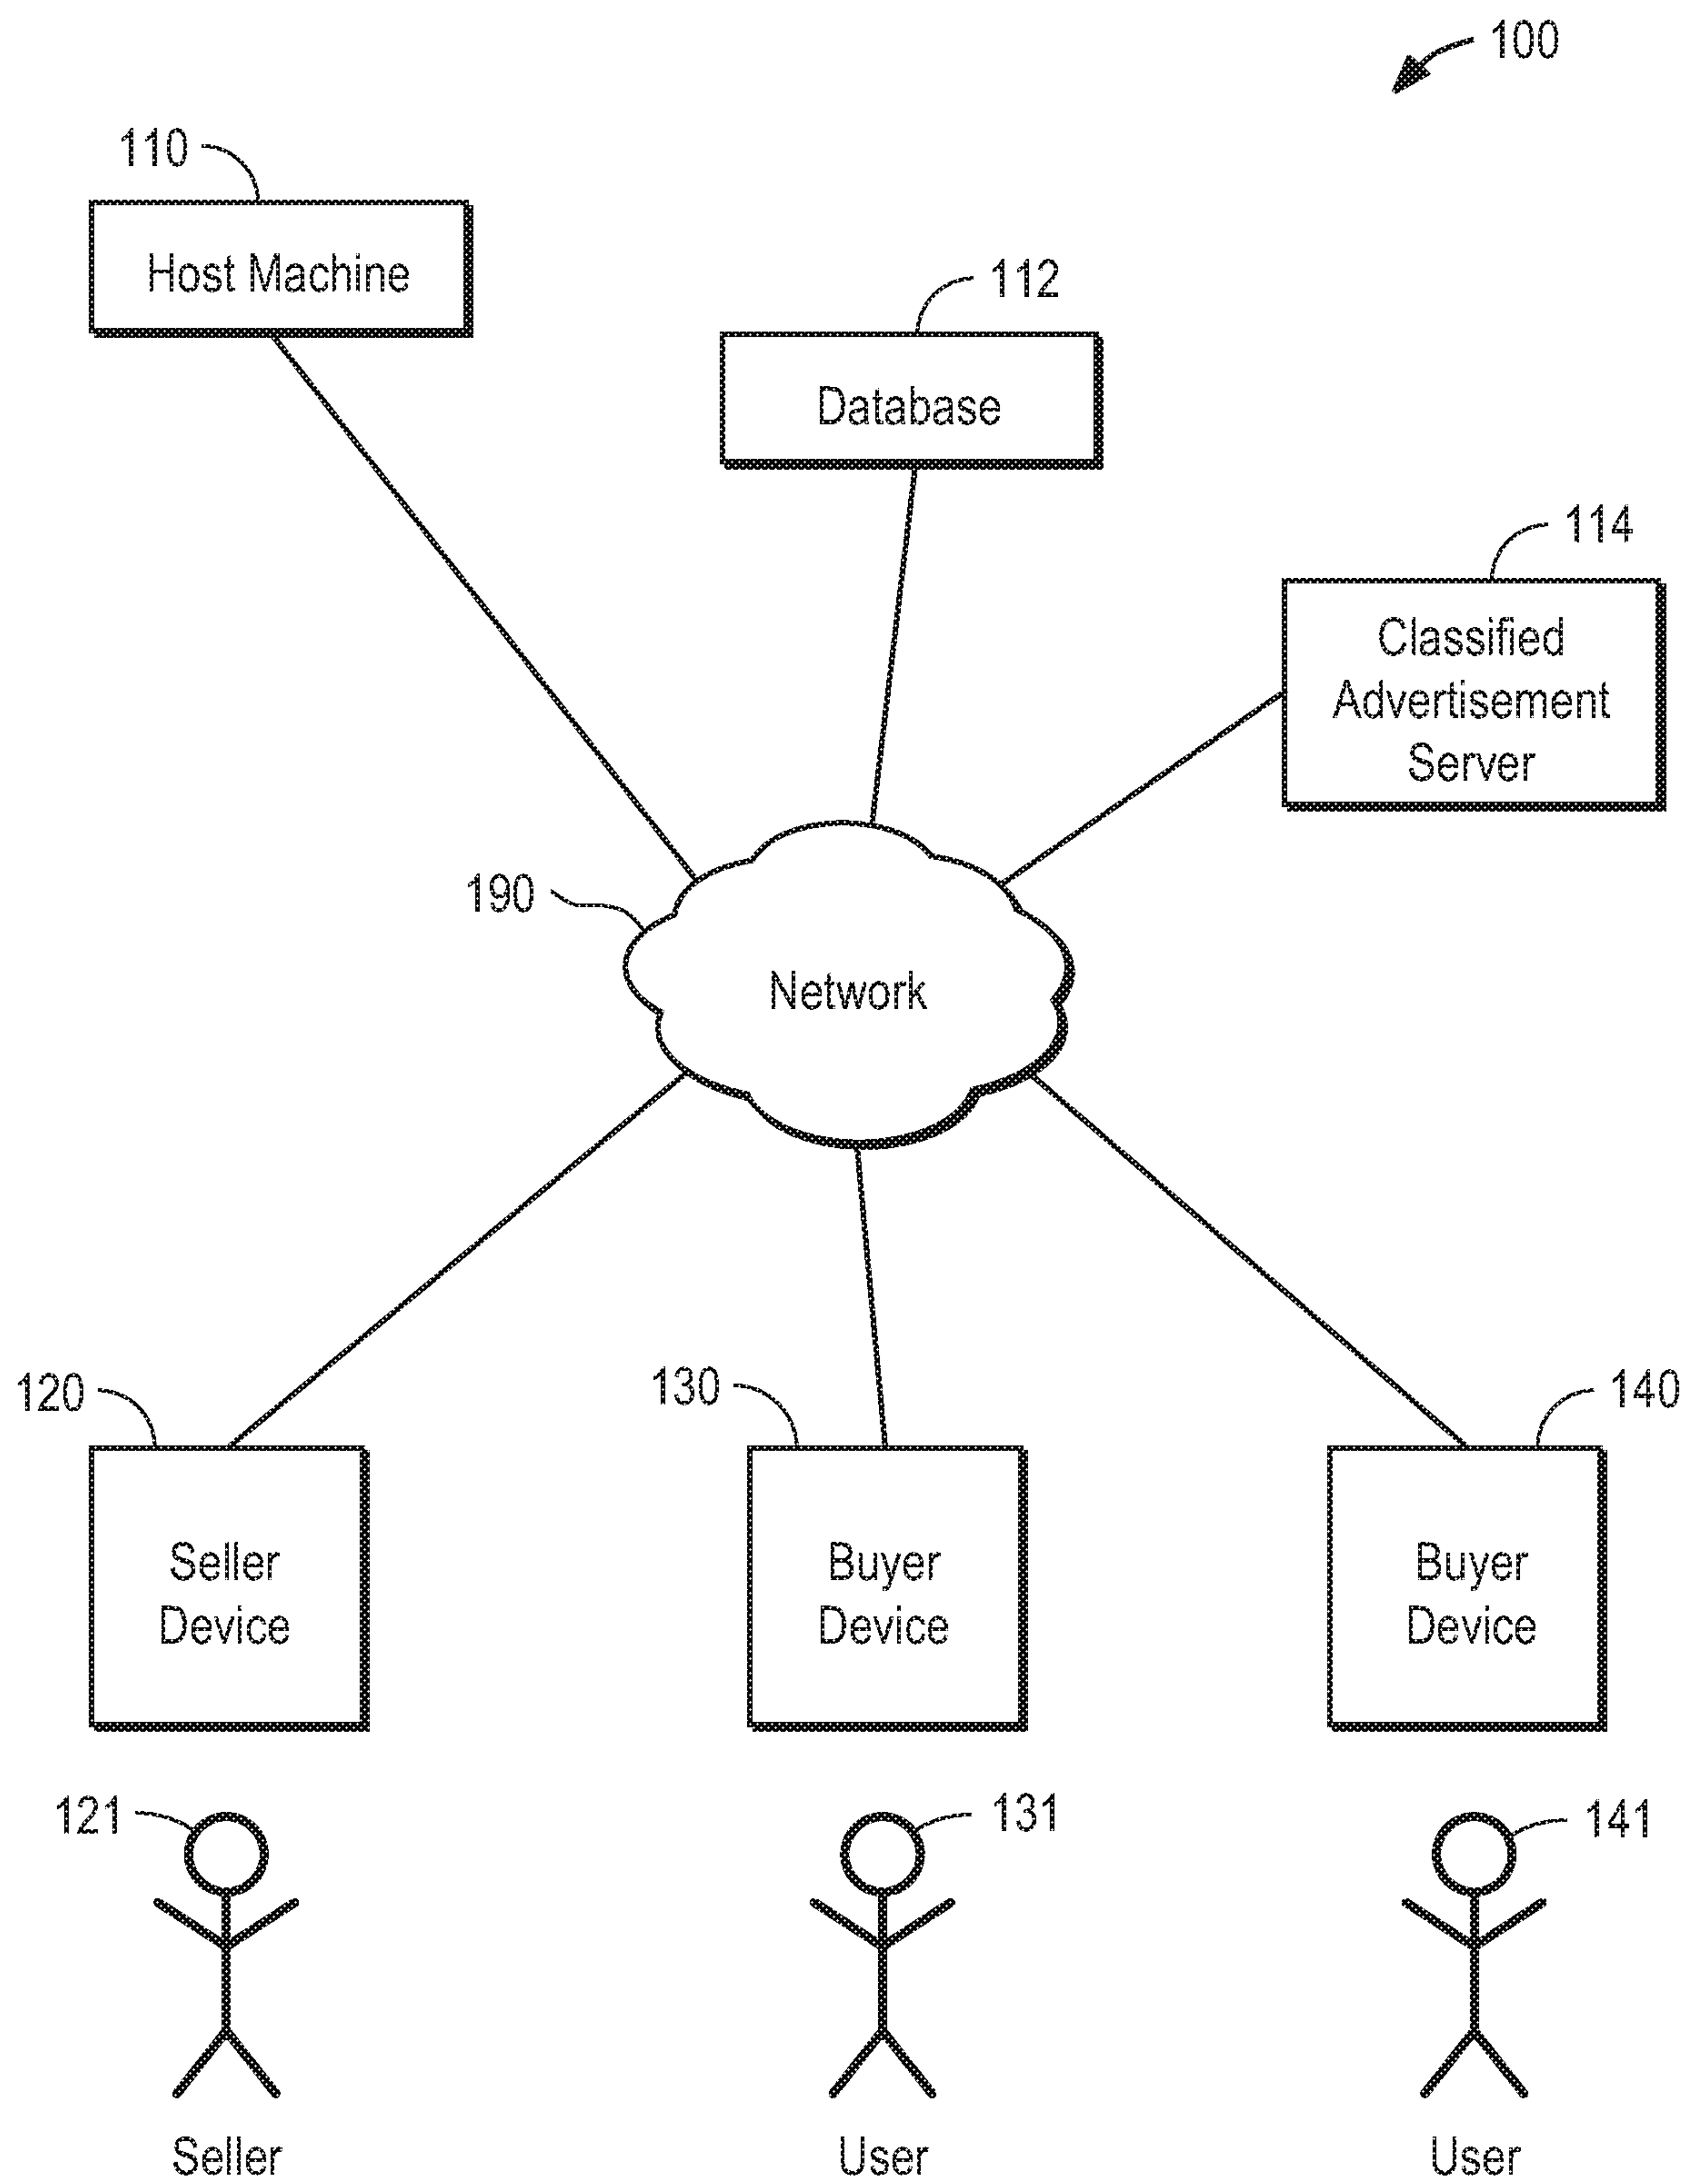 100
110
Host Machine
112
Database
114
Classified
Advertisement
Server
190
Network
120
130
140
Seller
Device
Buyer
Device
Buyer
Device
121
131
141
Seller
User
User